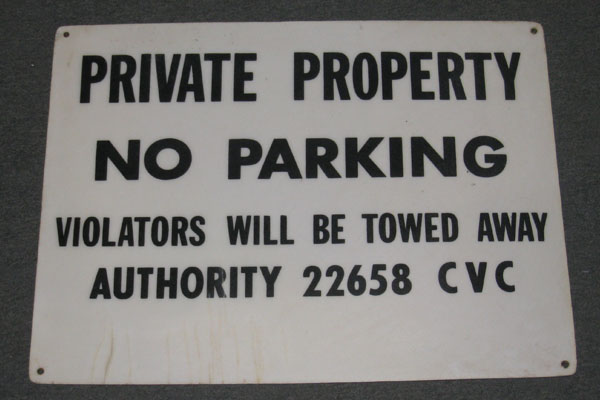 PRIVATE PROPERTY
NO PARKING
VIOLATORS WILL BE TOWED AWAY
AUTHORITY 22658 CVC